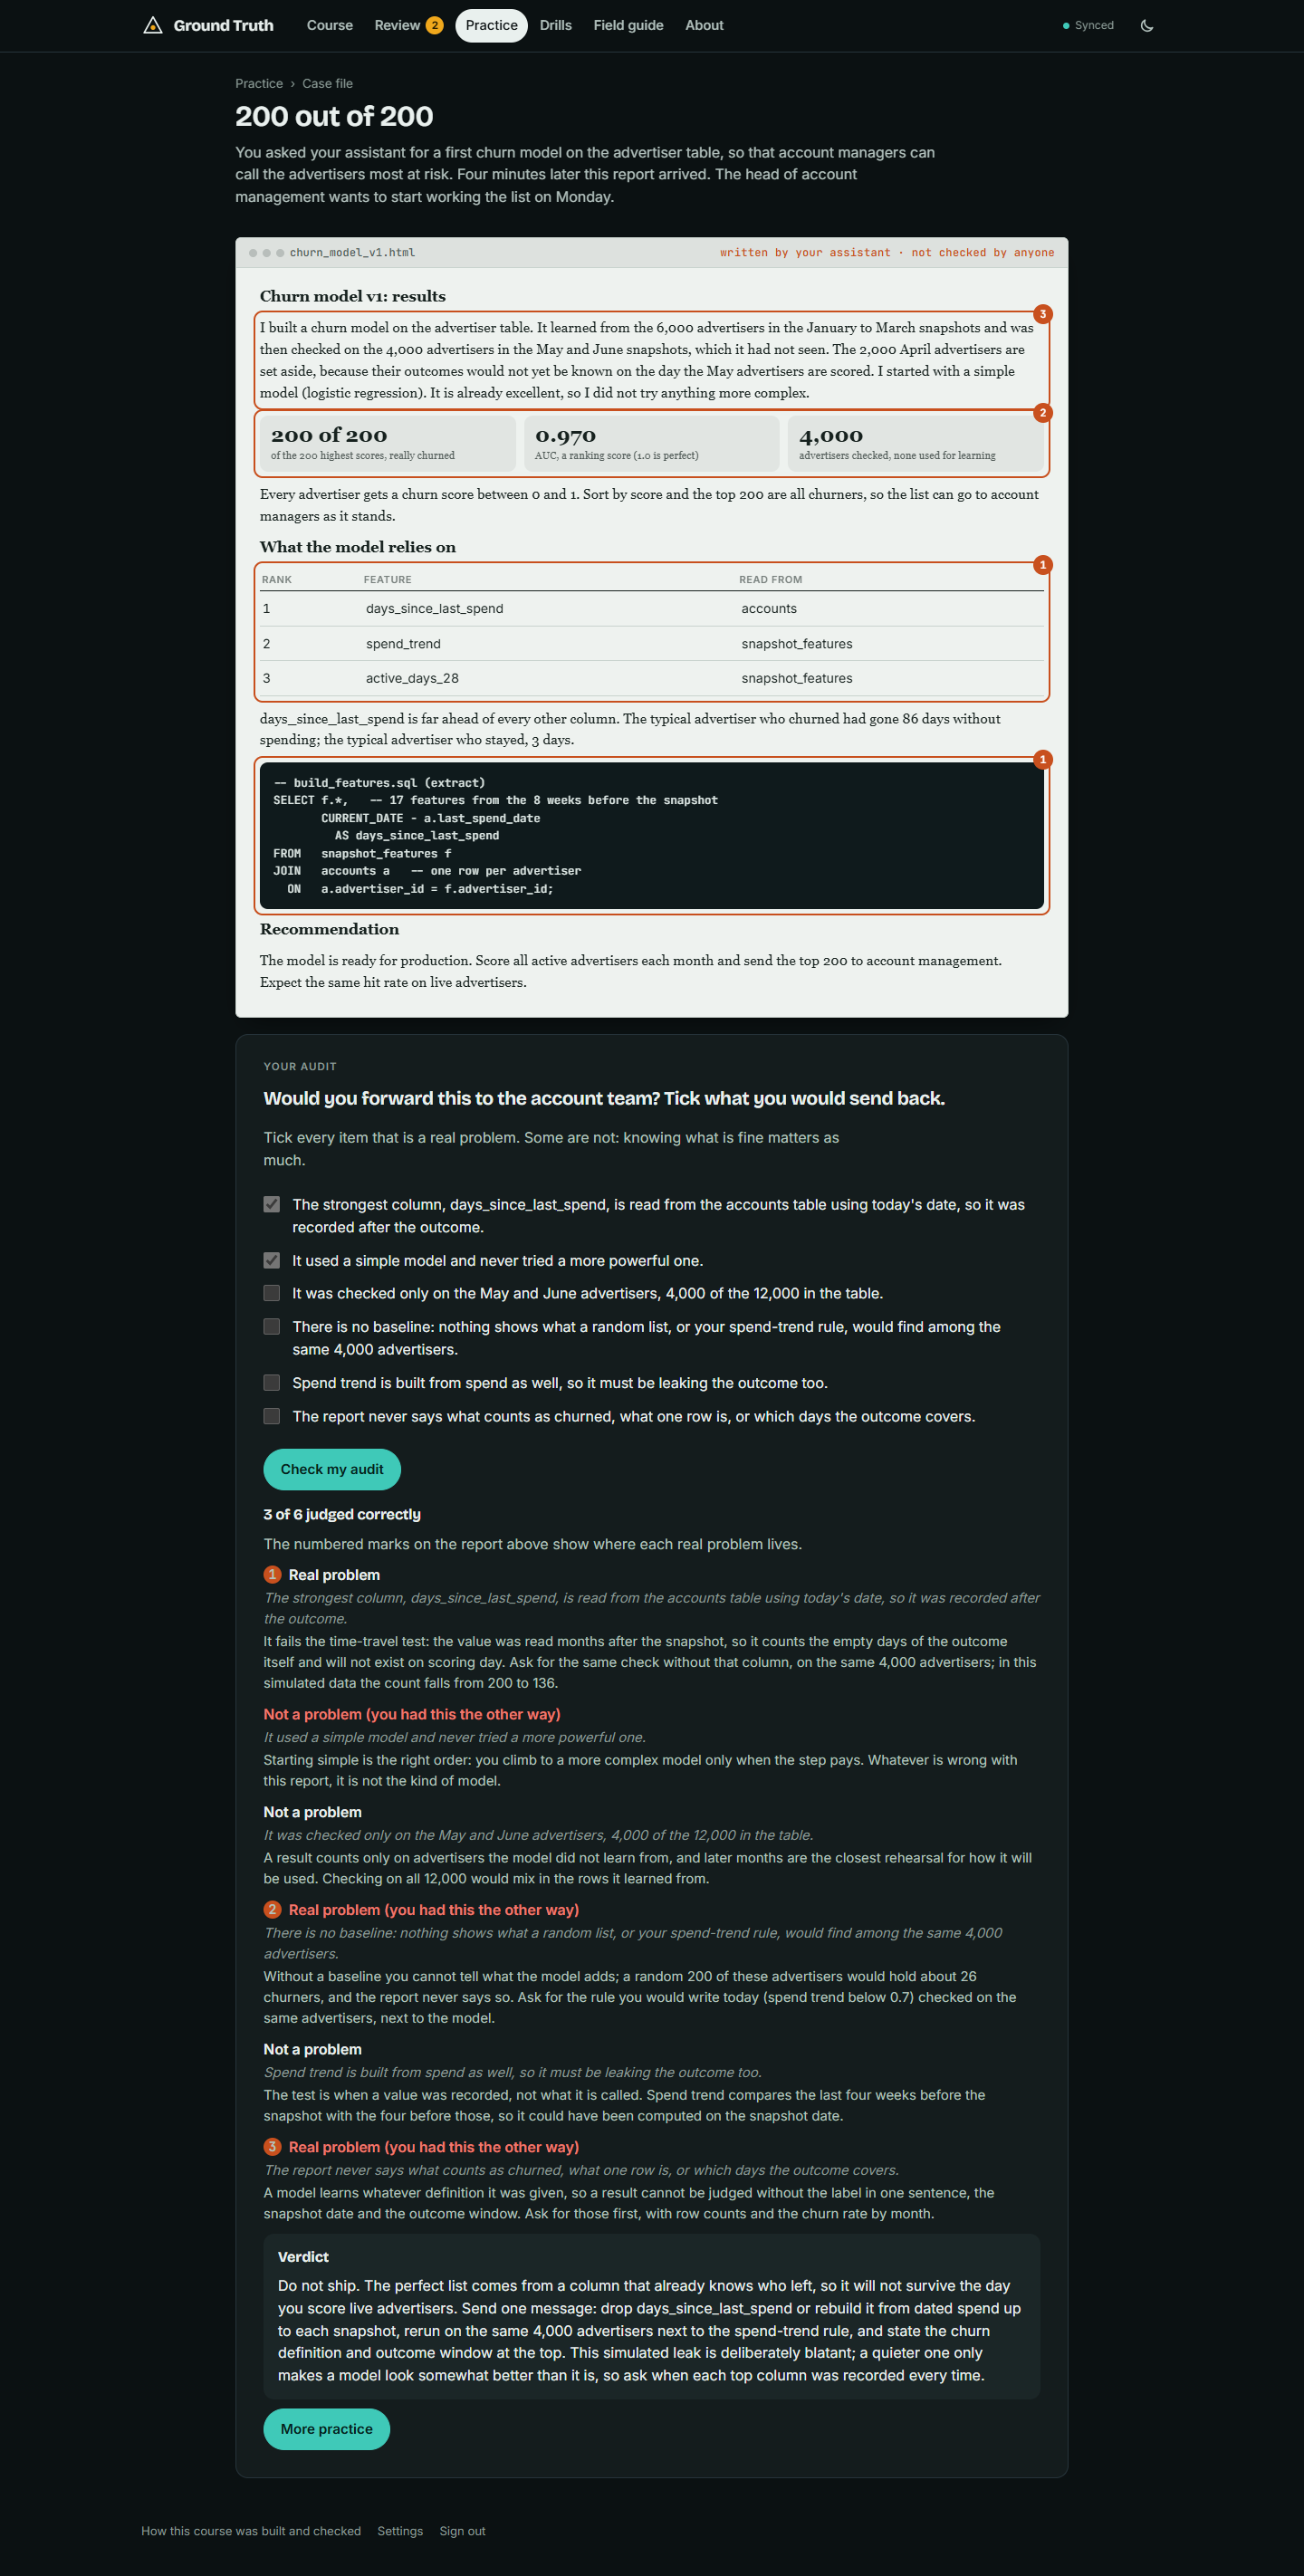 Ground Truth
Course
Review 2
Practice
Drills
Field guide
About
Synced
Practice › Case file
200 out of 200
You asked your assistant for a first churn model on the advertiser table, so that account managers can
call the advertisers most at risk. Four minutes later this report arrived. The head of account
management wants to start working the list on Monday.
churn_model_v1.html
written by your assistant · not checked by anyone
Churn model v1: results
3
I built a churn model on the advertiser table. It learned from the 6,000 advertisers in the January to March snapshots and was
then checked on the 4,000 advertisers in the May and June snapshots, which it had not seen. The 2,000 April advertisers are
set aside, because their outcomes would not yet be known on the day the May advertisers are scored. I started with a simple
model (logistic regression). It is already excellent, so I did not try anything more complex.
2
200 of 200
of the 200 highest scores, really churned
0.970
AUC, a ranking score (1.0 is perfect)
4,000
advertisers checked, none used for learning
Every advertiser gets a churn score between 0 and 1. Sort by score and the top 200 are all churners, so the list can go to account
managers as it stands.
What the model relies on
1
RANK FEATURE READ FROM
1 days_since_last_spend accounts
2 spend_trend snapshot_features
3 active_days_28 snapshot_features
days_since_last_spend is far ahead of every other column. The typical advertiser who churned had gone 86 days without
spending; the typical advertiser who stayed, 3 days.
1
-- build_features.sql (extract)
SELECT f.*,   -- 17 features from the 8 weeks before the snapshot
CURRENT_DATE - a.last_spend_date
AS days_since_last_spend
FROM   snapshot_features f
JOIN   accounts a   -- one row per advertiser
ON   a.advertiser_id = f.advertiser_id;
Recommendation
The model is ready for production. Score all active advertisers each month and send the top 200 to account management.
Expect the same hit rate on live advertisers.
YOUR AUDIT
Would you forward this to the account team? Tick what you would send back.
Tick every item that is a real problem. Some are not: knowing what is fine matters as
much.
The strongest column, days_since_last_spend, is read from the accounts table using today's date, so it was
recorded after the outcome.
It used a simple model and never tried a more powerful one.
It was checked only on the May and June advertisers, 4,000 of the 12,000 in the table.
There is no baseline: nothing shows what a random list, or your spend-trend rule, would find among the
same 4,000 advertisers.
Spend trend is built from spend as well, so it must be leaking the outcome too.
The report never says what counts as churned, what one row is, or which days the outcome covers.
Check my audit
3 of 6 judged correctly
The numbered marks on the report above show where each real problem lives.
1 Real problem
The strongest column, days_since_last_spend, is read from the accounts table using today's date, so it was recorded after
the outcome.
It fails the time-travel test: the value was read months after the snapshot, so it counts the empty days of the outcome
itself and will not exist on scoring day. Ask for the same check without that column, on the same 4,000 advertisers; in this
simulated data the count falls from 200 to 136.
Not a problem (you had this the other way)
It used a simple model and never tried a more powerful one.
Starting simple is the right order: you climb to a more complex model only when the step pays. Whatever is wrong with
this report, it is not the kind of model.
Not a problem
It was checked only on the May and June advertisers, 4,000 of the 12,000 in the table.
A result counts only on advertisers the model did not learn from, and later months are the closest rehearsal for how it will
be used. Checking on all 12,000 would mix in the rows it learned from.
2 Real problem (you had this the other way)
There is no baseline: nothing shows what a random list, or your spend-trend rule, would find among the same 4,000
advertisers.
Without a baseline you cannot tell what the model adds; a random 200 of these advertisers would hold about 26
churners, and the report never says so. Ask for the rule you would write today (spend trend below 0.7) checked on the
same advertisers, next to the model.
Not a problem
Spend trend is built from spend as well, so it must be leaking the outcome too.
The test is when a value was recorded, not what it is called. Spend trend compares the last four weeks before the
snapshot with the four before those, so it could have been computed on the snapshot date.
3 Real problem (you had this the other way)
The report never says what counts as churned, what one row is, or which days the outcome covers.
A model learns whatever definition it was given, so a result cannot be judged without the label in one sentence, the
snapshot date and the outcome window. Ask for those first, with row counts and the churn rate by month.
Verdict
Do not ship. The perfect list comes from a column that already knows who left, so it will not survive the day
you score live advertisers. Send one message: drop days_since_last_spend or rebuild it from dated spend up
to each snapshot, rerun on the same 4,000 advertisers next to the spend-trend rule, and state the churn
definition and outcome window at the top. This simulated leak is deliberately blatant; a quieter one only
makes a model look somewhat better than it is, so ask when each top column was recorded every time.
More practice
How this course was built and checked
Settings
Sign out